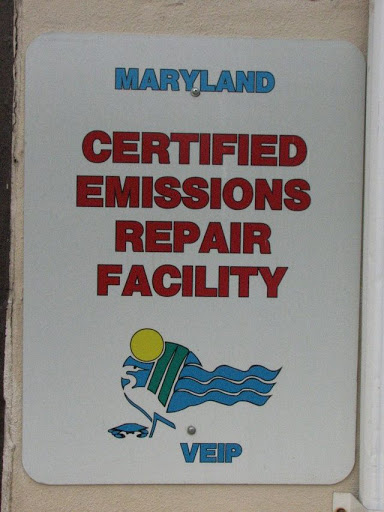 MARYLAND
CERTIFIED
EMISSIONS
REPAIR
FACILITY
VEIP